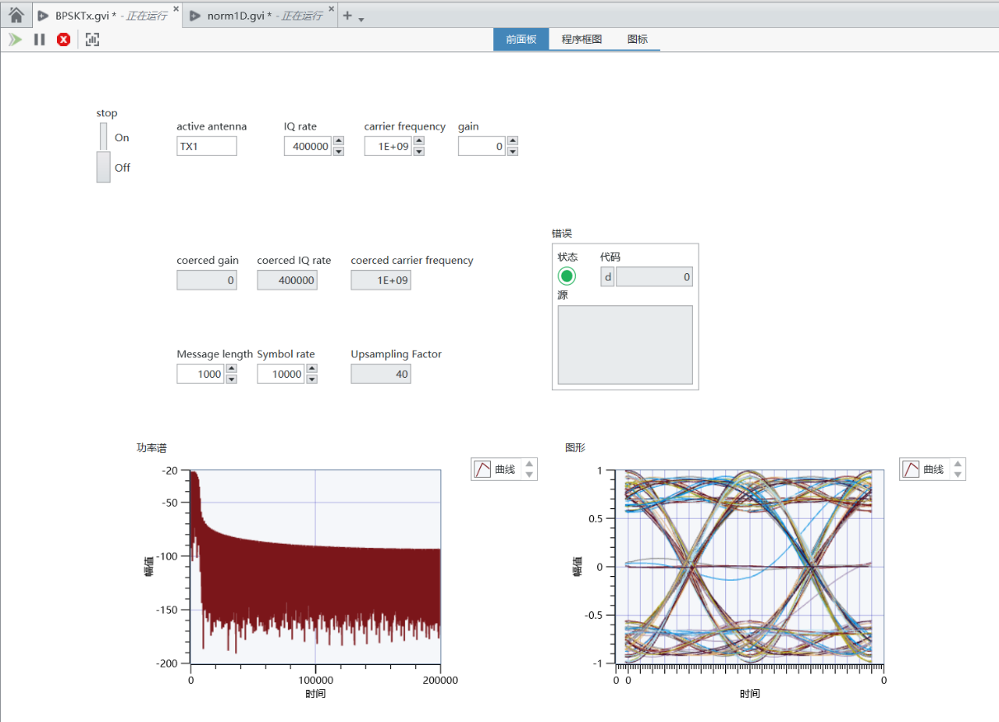 BPSKTx.gvi * - 正在运行 norm1D.gvi * - 正在运行
前面板 程序框图 图标
stop
On
Off
active antenna IQ rate carrier frequency gain
TX1 400000 1E+09 0
错误
状态 代码
d 0
源
coerced gain coerced IQ rate coerced carrier frequency
0 400000 1E+09
Message length Symbol rate Upsampling Factor
1000 10000 40
功率谱
曲线
-20
-50
-100
-150
-200
幅值
0 100000 200000
时间
图形
曲线
1
0.5
0
-0.5
-1
幅值
0 0 0
时间